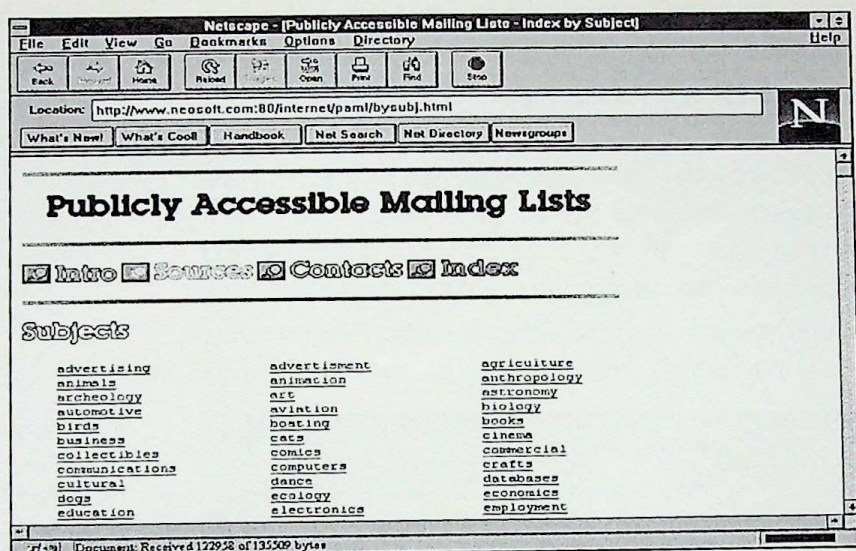 Netscape - [Publicly Accessible Mailing Lists - Index by Subject]
File Edit View Go Bookmarks Options Directory Help
Back Forward Home Reload Images Open Print Find Stop
Location: http://www.neosoft.com:80/internet/paml/bysubj.html
N
What's New! What's Cool! Handbook Net Search Net Directory Newsgroups
Publicly Accessible Mailing Lists
Intro Sources Contacts Index
Subjects
advertising advertisment agriculture
animals animation anthropology
archeology art astronomy
automotive aviation biology
birds boating books
business cats cinema
collectibles comics commercial
communications computers crafts
cultural dance databases
dogs ecology economics
education electronics employment
Document: Received 122958 of 135509 bytes